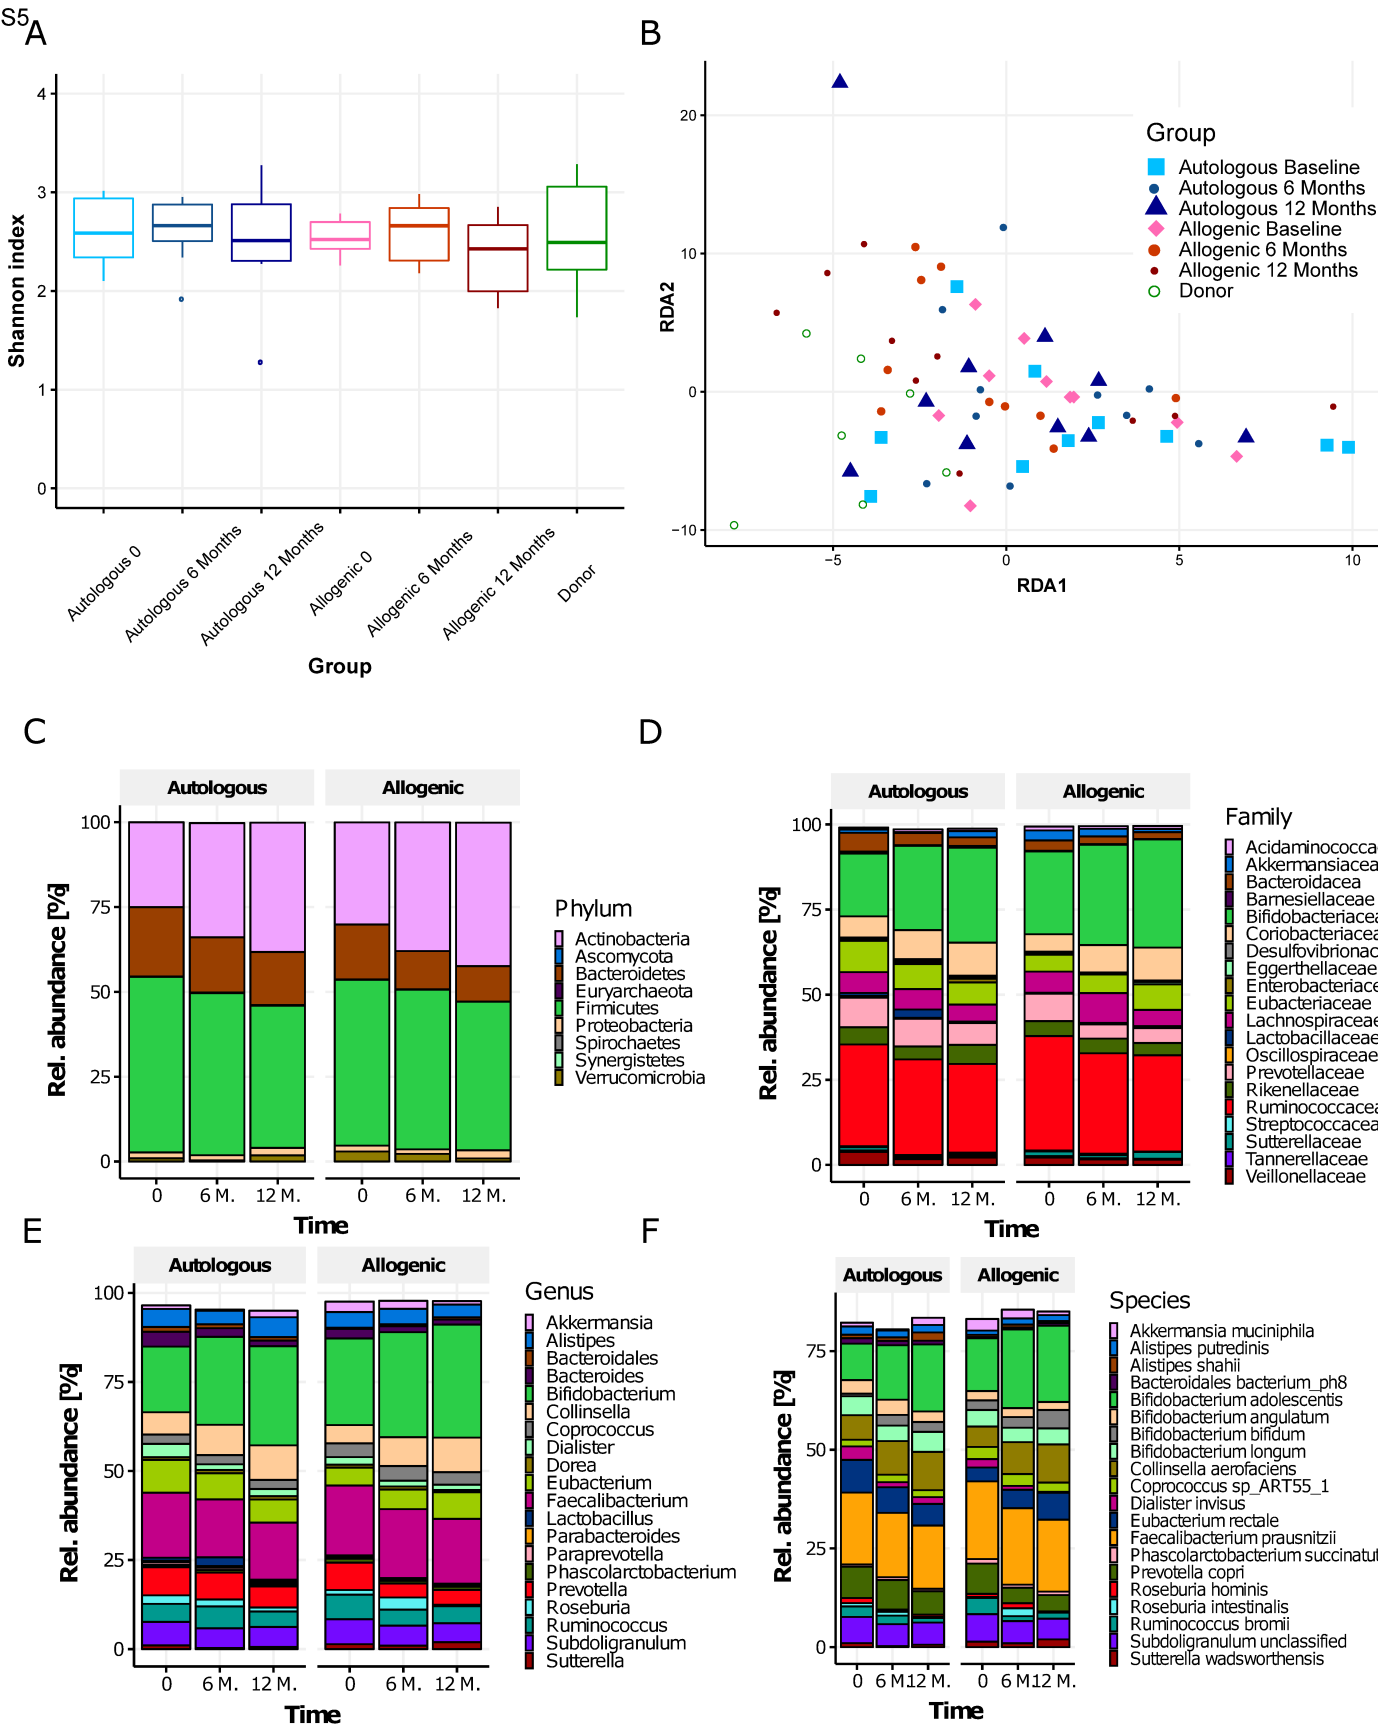 S5
A
4
3
2
1
0
Shannon index
Autologous 0
Autologous 6 Months
Autologous 12 Months
Allogenic 0
Allogenic 6 Months
Allogenic 12 Months
Donor
Group
B
20
10
0
−10
RDA2
−5
0
5
10
RDA1
Group
Autologous Baseline
Autologous 6 Months
Autologous 12 Months
Allogenic Baseline
Allogenic 6 Months
Allogenic 12 Months
Donor
C
Autologous
Allogenic
100
75
50
25
0
Rel. abundance [%]
0
6 M.
12 M.
0
6 M.
12 M.
Time
Phylum
Actinobacteria
Ascomycota
Bacteroidetes
Euryarchaeota
Firmicutes
Proteobacteria
Spirochaetes
Synergistetes
Verrucomicrobia
D
Autologous
Allogenic
100
75
50
25
0
Rel. abundance [%]
0
6 M.
12 M.
0
6 M.
12 M.
Time
Family
Acidaminococca
Akkermansiacea
Bacteroidacea
Barnesiellaceae
Bifidobacteriacea
Coriobacteriacea
Desulfovibrionac
Eggerthellaceae
Enterobacteriace
Eubacteriaceae
Lachnospiraceae
Lactobacillaceae
Oscillospiraceae
Prevotellaceae
Rikenellaceae
Ruminococcacea
Streptococcacea
Sutterellaceae
Tannerellaceae
Veillonellaceae
E
Autologous
Allogenic
100
75
50
25
0
Rel. abundance [%]
0
6 M.
12 M.
0
6 M.
12 M.
Time
Genus
Akkermansia
Alistipes
Bacteroidales
Bacteroides
Bifidobacterium
Collinsella
Coprococcus
Dialister
Dorea
Eubacterium
Faecalibacterium
Lactobacillus
Parabacteroides
Paraprevotella
Phascolarctobacterium
Prevotella
Roseburia
Ruminococcus
Subdoligranulum
Sutterella
F
Autologous
Allogenic
75
50
25
0
Rel. abundance [%]
0
6 M.
12 M.
0
6 M.
12 M.
Time
Species
Akkermansia muciniphila
Alistipes putredinis
Alistipes shahii
Bacteroidales bacterium_ph8
Bifidobacterium adolescentis
Bifidobacterium angulatum
Bifidobacterium bifidum
Bifidobacterium longum
Collinsella aerofaciens
Coprococcus sp_ART55_1
Dialister invisus
Eubacterium rectale
Faecalibacterium prausnitzii
Phascolarctobacterium succinatut
Prevotella copri
Roseburia hominis
Roseburia intestinalis
Ruminococcus bromii
Subdoligranulum unclassified
Sutterella wadsworthensis